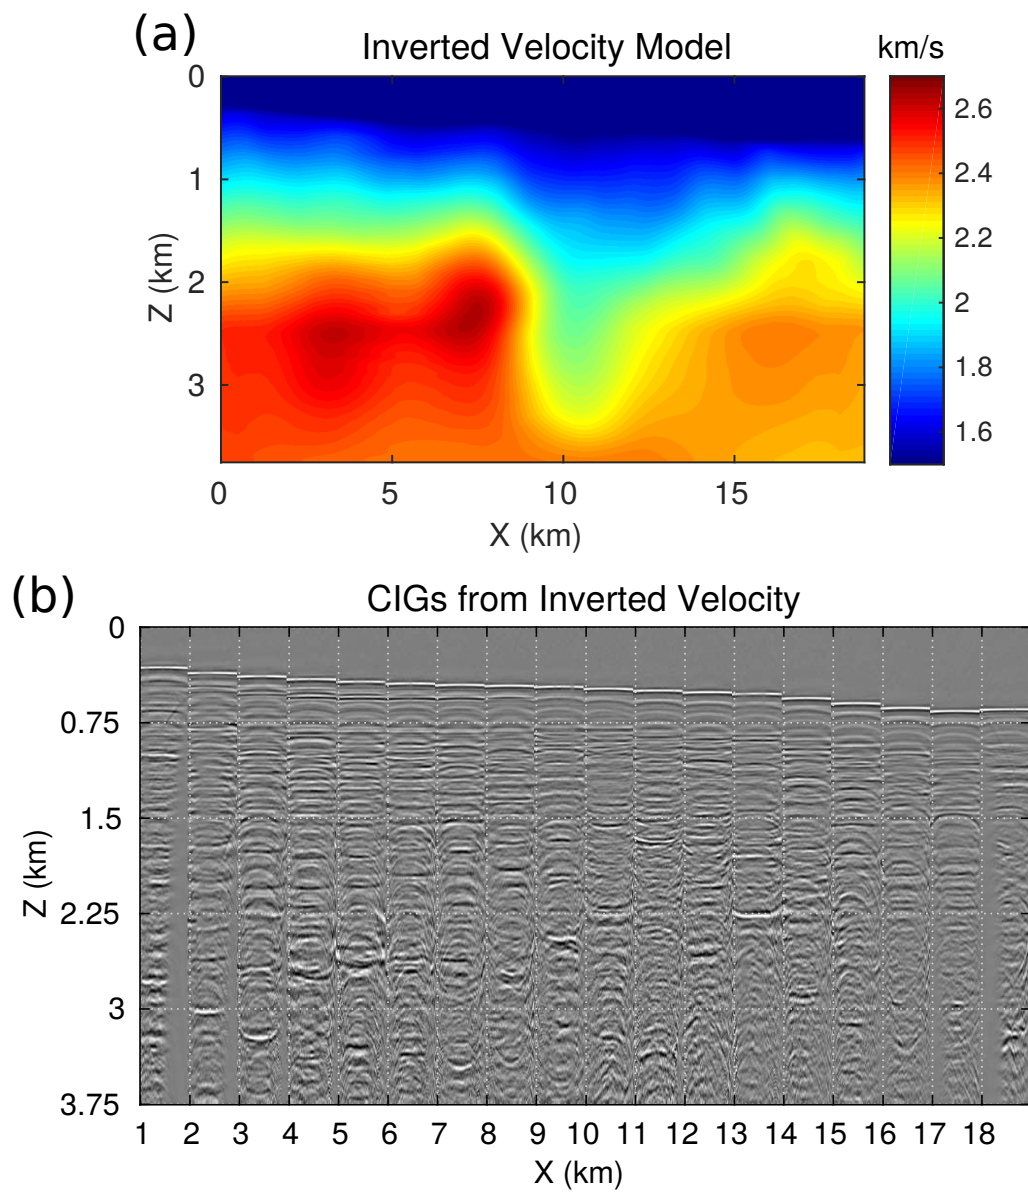 (a)
Inverted Velocity Model
km/s
0
1
2
3
Z (km)
0 5 10 15
X (km)
2.6
2.4
2.2
2
1.8
1.6
(b)
CIGs from Inverted Velocity
0
0.75
1.5
2.25
3
3.75
Z (km)
1 2 3 4 5 6 7 8 9 10 11 12 13 14 15 16 17 18
X (km)